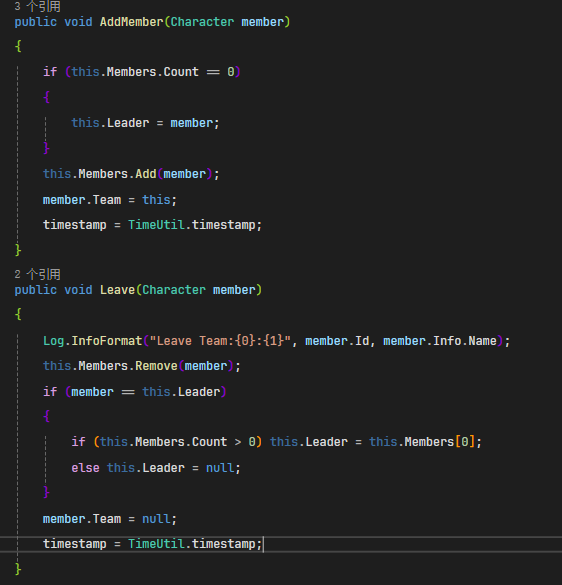 3 个引用
public void AddMember(Character member)
{
if (this.Members.Count == 0)
{
this.Leader = member;
}
this.Members.Add(member);
member.Team = this;
timestamp = TimeUtil.timestamp;
}
2 个引用
public void Leave(Character member)
{
Log.InfoFormat("Leave Team:{0}:{1}", member.Id, member.Info.Name);
this.Members.Remove(member);
if (member == this.Leader)
{
if (this.Members.Count > 0) this.Leader = this.Members[0];
else this.Leader = null;
}
member.Team = null;
timestamp = TimeUtil.timestamp;
}